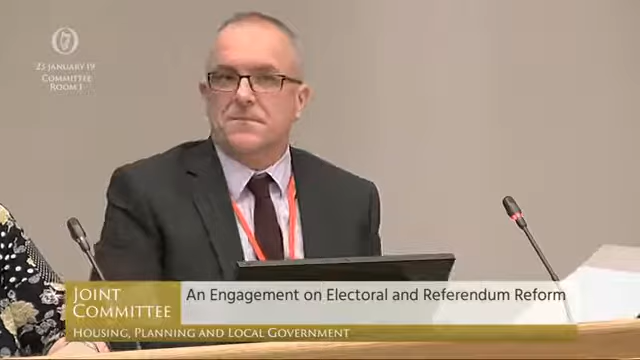 23 JANUARY 19
COMMITTEE
ROOM 1
JOINT
COMMITTEE
An Engagement on Electoral and Referendum Reform
HOUSING, PLANNING AND LOCAL GOVERNMENT